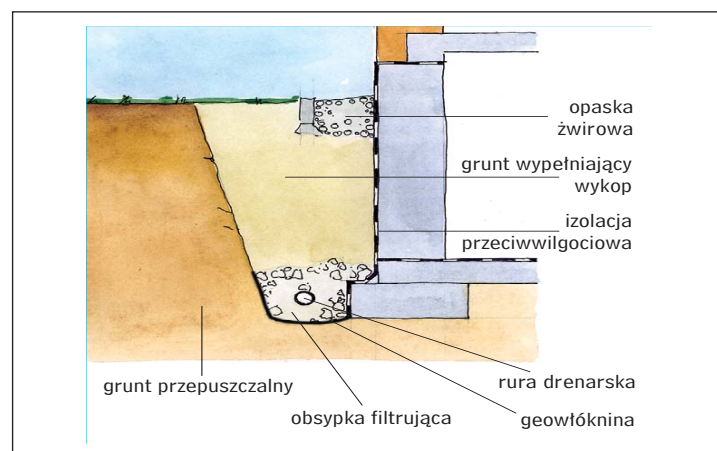 opaska
żwirowa
grunt wypełniający
wykop
izolacja
przeciwwilgociowa
grunt przepuszczalny
rura drenarska
obsypka filtrująca
geowłóknina